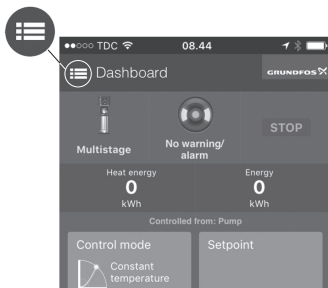 TDC 08.44
Dashboard
GRUNDFOS
Multistage
No warning/
alarm
STOP
Heat energy
0
kWh
Energy
0
kWh
Controlled from: Pump
Control mode
Constant
temperature
Setpoint